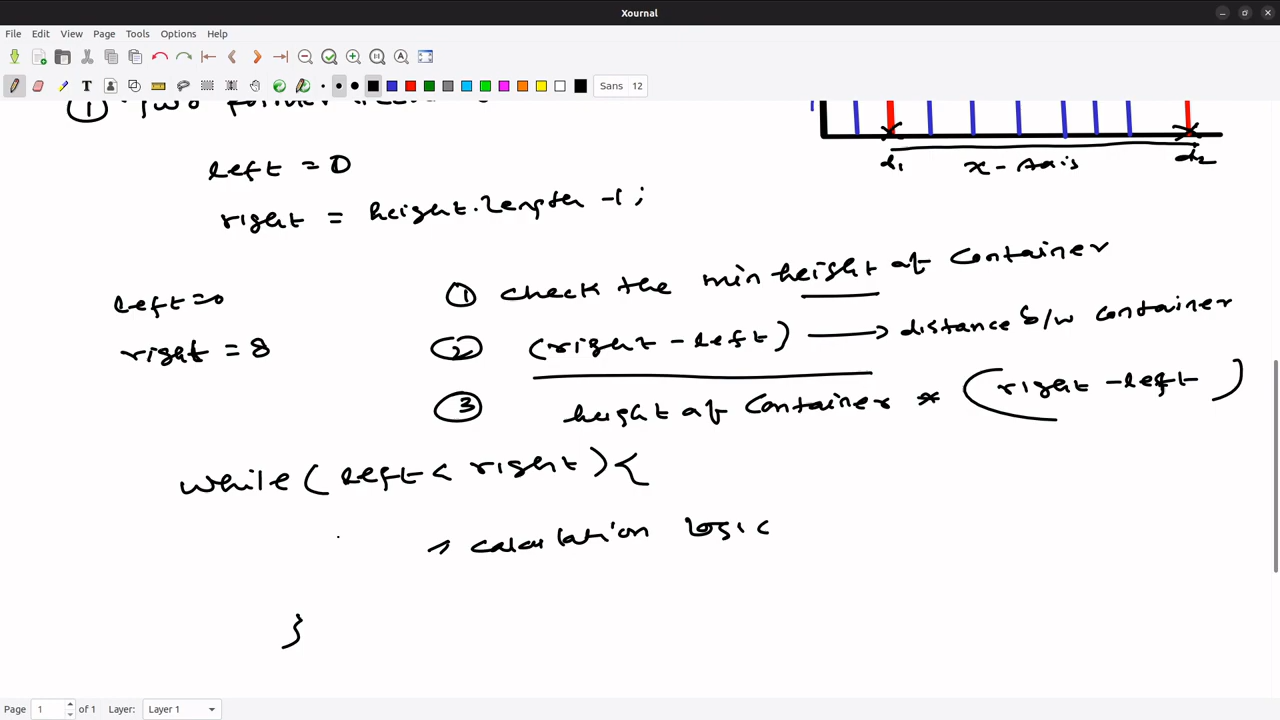 Xournal
File Edit View Page Tools Options Help
Sans 12
①
left = 0
right = height.length -1;
d1 x-Axis d2
left=0
right = 8
① check the min height of container
② (right - left) → distance b/w container
③ height of container * (right - left)
while (left < right) {
→ calculation logic
}
Page 1 of 1 Layer: Layer 1